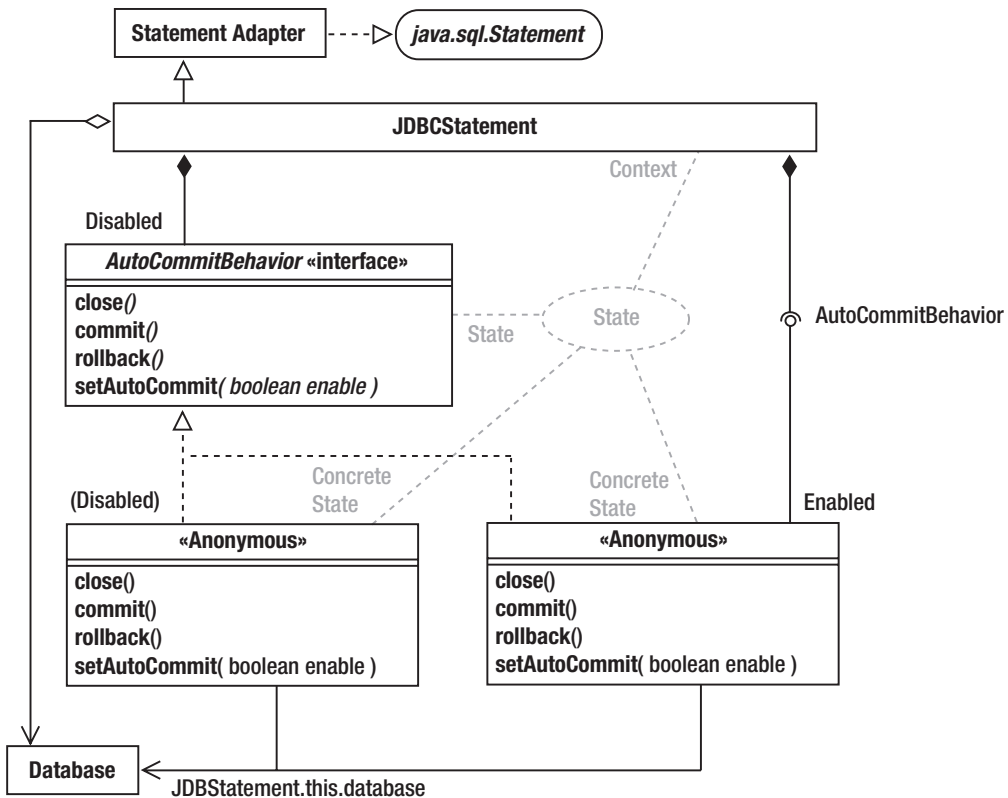 Statement Adapter
java.sql.Statement
JDBCStatement
Context
Disabled
AutoCommitBehavior «interface»
close()
commit()
rollback()
setAutoCommit( boolean enable )
State
State
AutoCommitBehavior
Concrete
State
Concrete
State
(Disabled)
Enabled
«Anonymous»
close()
commit()
rollback()
setAutoCommit( boolean enable )
«Anonymous»
close()
commit()
rollback()
setAutoCommit( boolean enable )
Database
JDBStatement.this.database